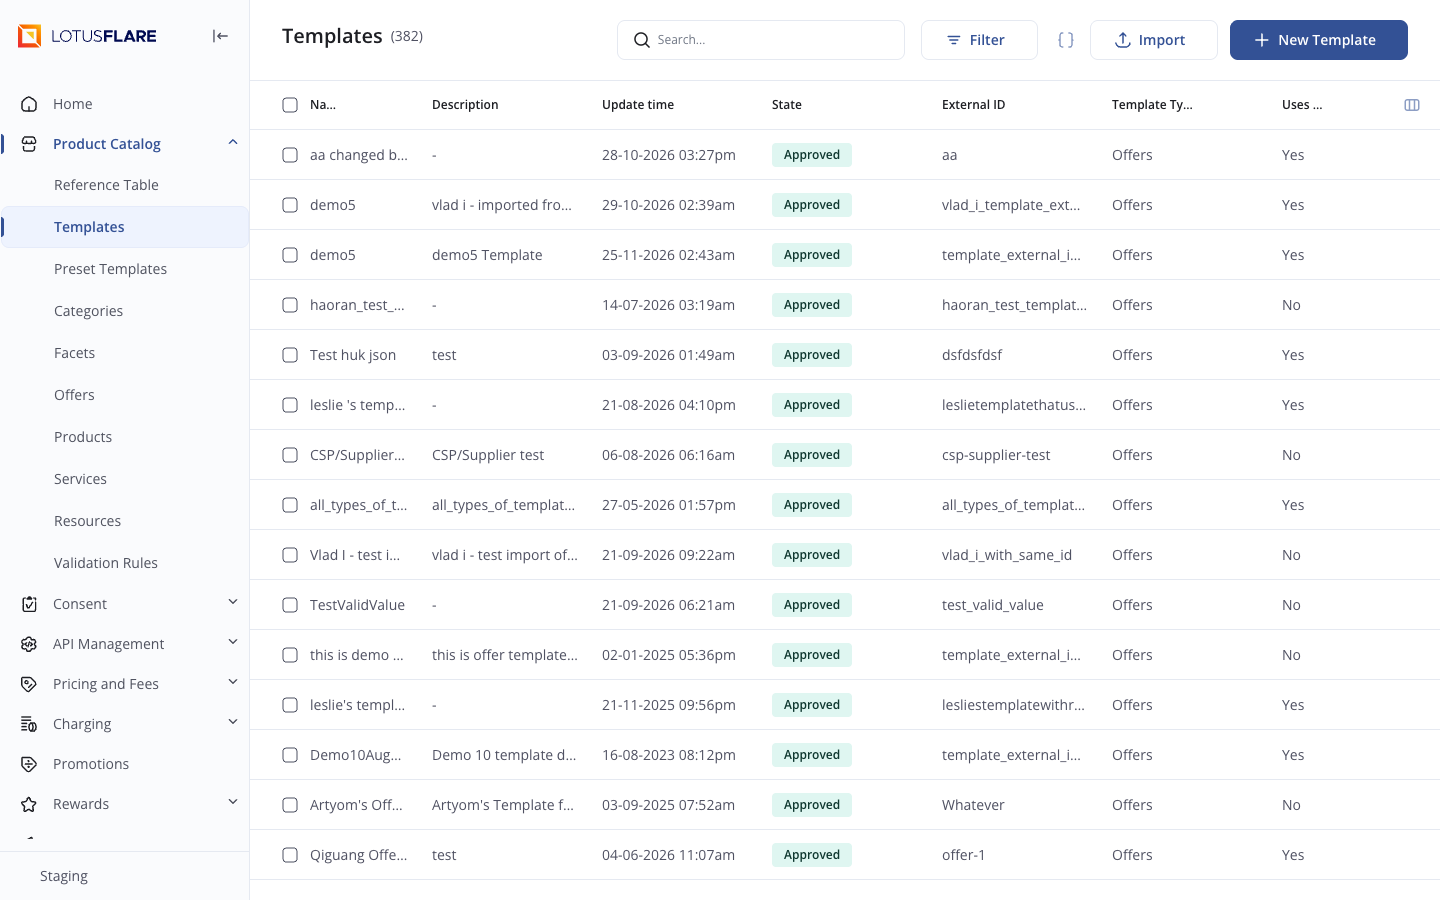 LOTUSFLARE
Templates (382)
Search...
Filter
{ }
Import
New Template
Home
Product Catalog
Reference Table
Templates
Preset Templates
Categories
Facets
Offers
Products
Services
Resources
Validation Rules
Consent
API Management
Pricing and Fees
Charging
Promotions
Rewards
Staging
Na... Description Update time State External ID Template Ty... Uses ...
aa changed b... - 28-10-2026 03:27pm Approved aa Offers Yes
demo5 vlad i - imported fro... 29-10-2026 02:39am Approved vlad_i_template_ext... Offers Yes
demo5 demo5 Template 25-11-2026 02:43am Approved template_external_i... Offers Yes
haoran_test_... - 14-07-2026 03:19am Approved haoran_test_templat... Offers No
Test huk json test 03-09-2026 01:49am Approved dsfdsfdsf Offers Yes
leslie 's temp... - 21-08-2026 04:10pm Approved leslietemplatethatus... Offers Yes
CSP/Supplier... CSP/Supplier test 06-08-2026 06:16am Approved csp-supplier-test Offers No
all_types_of_t... all_types_of_templat... 27-05-2026 01:57pm Approved all_types_of_templat... Offers Yes
Vlad I - test i... vlad i - test import of... 21-09-2026 09:22am Approved vlad_i_with_same_id Offers No
TestValidValue - 21-09-2026 06:21am Approved test_valid_value Offers No
this is demo ... this is offer template... 02-01-2025 05:36pm Approved template_external_i... Offers No
leslie's templ... - 21-11-2025 09:56pm Approved lesliestemplatewithr... Offers Yes
Demo10Aug... Demo 10 template d... 16-08-2023 08:12pm Approved template_external_i... Offers Yes
Artyom's Off... Artyom's Template f... 03-09-2025 07:52am Approved Whatever Offers No
Qiguang Offe... test 04-06-2026 11:07am Approved offer-1 Offers Yes